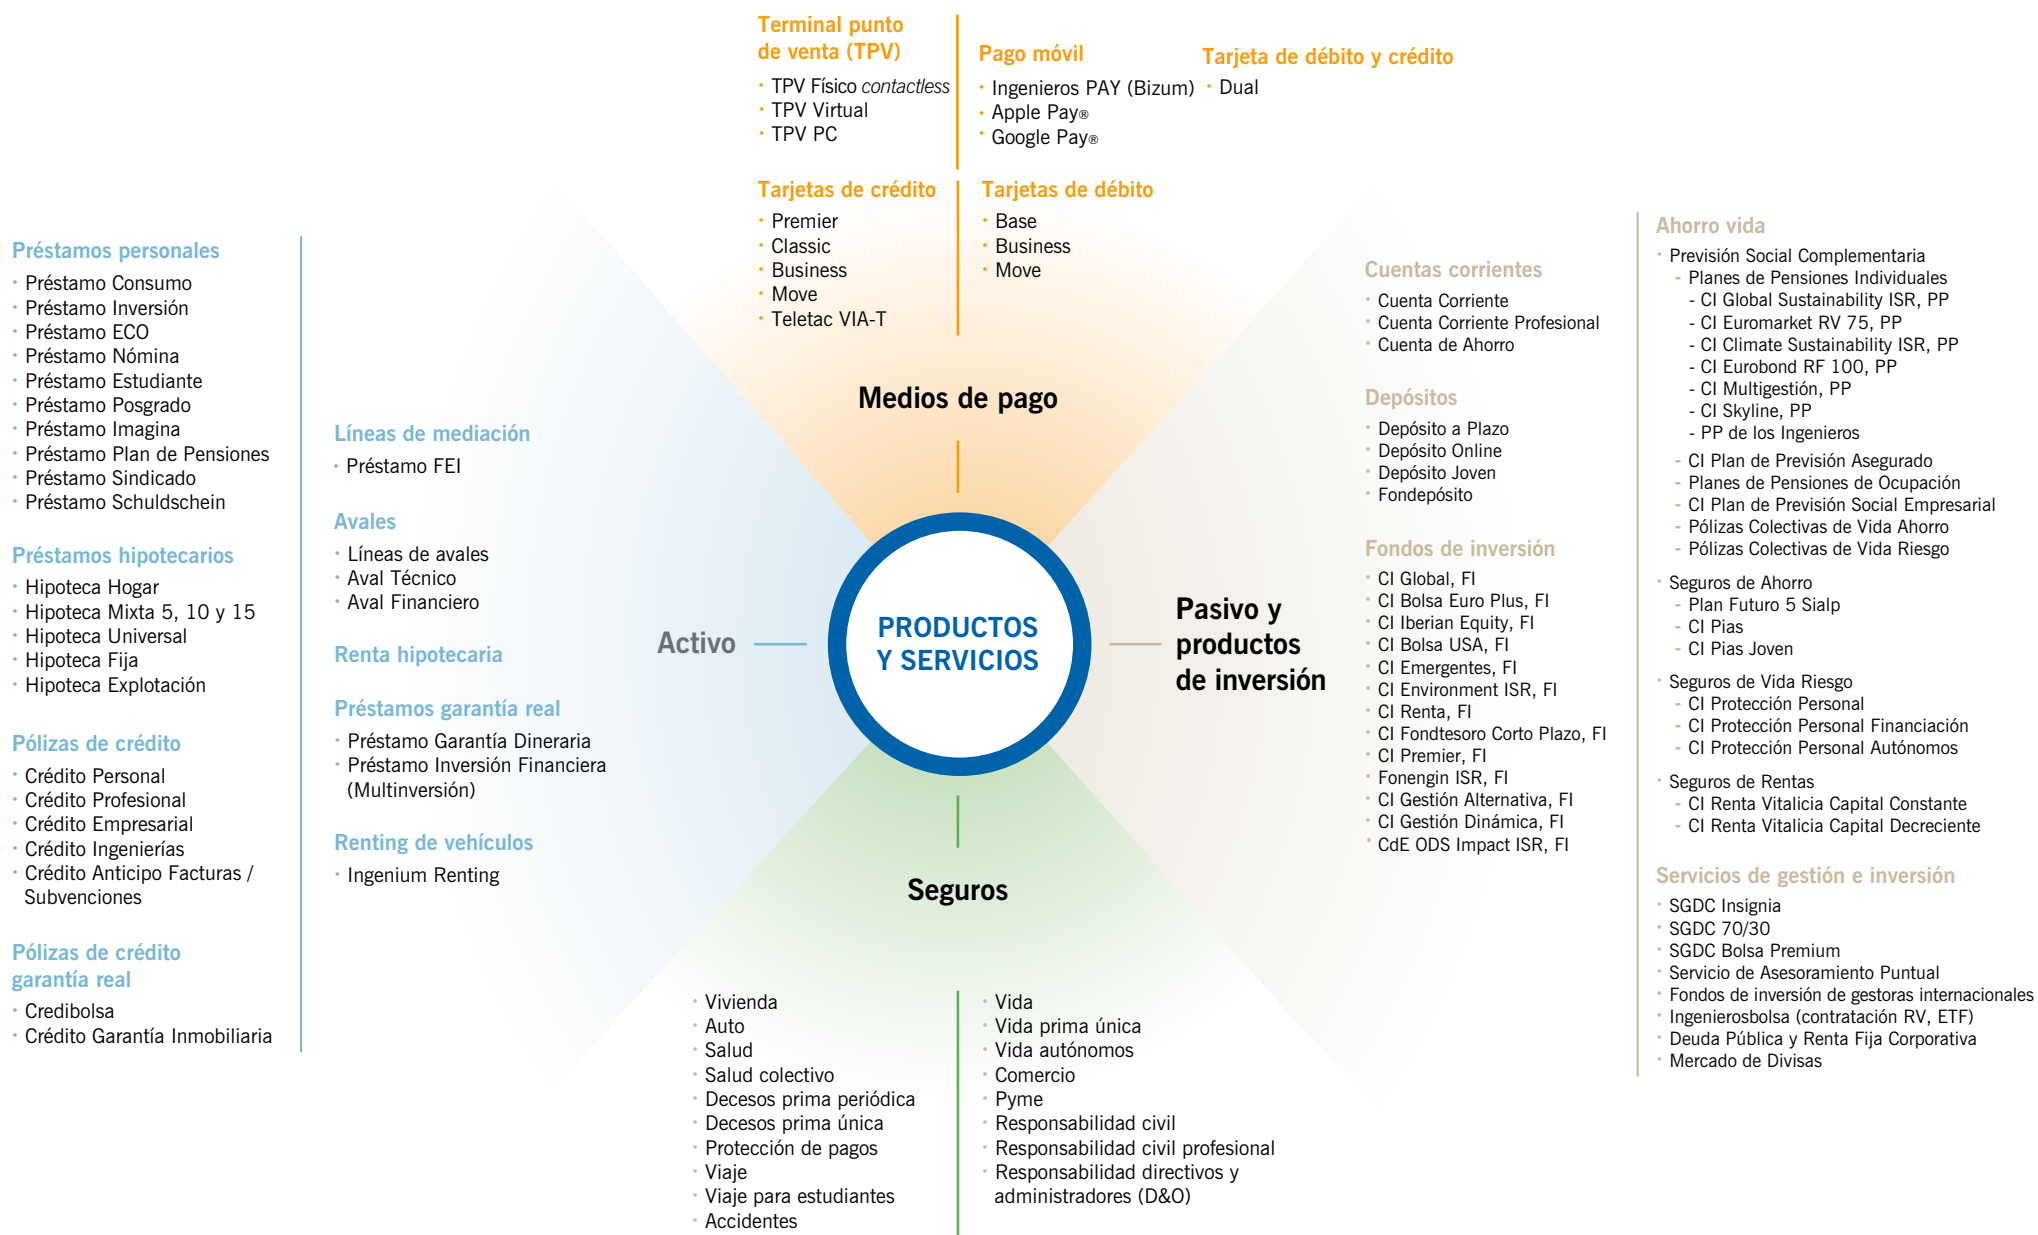 Terminal punto
de venta (TPV)
· TPV Físico contactless
· TPV Virtual
· TPV PC
Pago móvil
· Ingenieros PAY (Bizum)
· Apple Pay®
· Google Pay®
Tarjeta de débito y crédito
· Dual
Tarjetas de crédito
· Premier
· Classic
· Business
· Move
· Teletac VIA-T
Tarjetas de débito
· Base
· Business
· Move
Medios de pago
Préstamos personales
· Préstamo Consumo
· Préstamo Inversión
· Préstamo ECO
· Préstamo Nómina
· Préstamo Estudiante
· Préstamo Posgrado
· Préstamo Imagina
· Préstamo Plan de Pensiones
· Préstamo Sindicado
· Préstamo Schuldschein
Préstamos hipotecarios
· Hipoteca Hogar
· Hipoteca Mixta 5, 10 y 15
· Hipoteca Universal
· Hipoteca Fija
· Hipoteca Explotación
Pólizas de crédito
· Crédito Personal
· Crédito Profesional
· Crédito Empresarial
· Crédito Ingenierías
· Crédito Anticipo Facturas /
Subvenciones
Pólizas de crédito
garantía real
· Credibolsa
· Crédito Garantía Inmobiliaria
Líneas de mediación
· Préstamo FEI
Avales
· Líneas de avales
· Aval Técnico
· Aval Financiero
Renta hipotecaria
Préstamos garantía real
· Préstamo Garantía Dineraria
· Préstamo Inversión Financiera
(Multinversión)
Renting de vehículos
· Ingenium Renting
Activo
PRODUCTOS
Y SERVICIOS
Pasivo y
productos
de inversión
Cuentas corrientes
· Cuenta Corriente
· Cuenta Corriente Profesional
· Cuenta de Ahorro
Depósitos
· Depósito a Plazo
· Depósito Online
· Depósito Joven
· Fondepósito
Fondos de inversión
· CI Global, FI
· CI Bolsa Euro Plus, FI
· CI Iberian Equity, FI
· CI Bolsa USA, FI
· CI Emergentes, FI
· CI Environment ISR, FI
· CI Renta, FI
· CI Fondtesoro Corto Plazo, FI
· CI Premier, FI
· Fonengin ISR, FI
· CI Gestión Alternativa, FI
· CI Gestión Dinámica, FI
· CdE ODS Impact ISR, FI
Ahorro vida
· Previsión Social Complementaria
- Planes de Pensiones Individuales
- CI Global Sustainability ISR, PP
- CI Euromarket RV 75, PP
- CI Climate Sustainability ISR, PP
- CI Eurobond RF 100, PP
- CI Multigestión, PP
- CI Skyline, PP
- PP de los Ingenieros
- CI Plan de Previsión Asegurado
- Planes de Pensiones de Ocupación
- CI Plan de Previsión Social Empresarial
- Pólizas Colectivas de Vida Ahorro
- Pólizas Colectivas de Vida Riesgo
· Seguros de Ahorro
- Plan Futuro 5 Sialp
- CI Pias
- CI Pias Joven
· Seguros de Vida Riesgo
- CI Protección Personal
- CI Protección Personal Financiación
- CI Protección Personal Autónomos
· Seguros de Rentas
- CI Renta Vitalicia Capital Constante
- CI Renta Vitalicia Capital Decreciente
Servicios de gestión e inversión
· SGDC Insignia
· SGDC 70/30
· SGDC Bolsa Premium
· Servicio de Asesoramiento Puntual
· Fondos de inversión de gestoras internacionales
· Ingenierosbolsa (contratación RV, ETF)
· Deuda Pública y Renta Fija Corporativa
· Mercado de Divisas
Seguros
· Vivienda
· Auto
· Salud
· Salud colectivo
· Decesos prima periódica
· Decesos prima única
· Protección de pagos
· Viaje
· Viaje para estudiantes
· Accidentes
· Vida
· Vida prima única
· Vida autónomos
· Comercio
· Pyme
· Responsabilidad civil
· Responsabilidad civil profesional
· Responsabilidad directivos y
administradores (D&O)